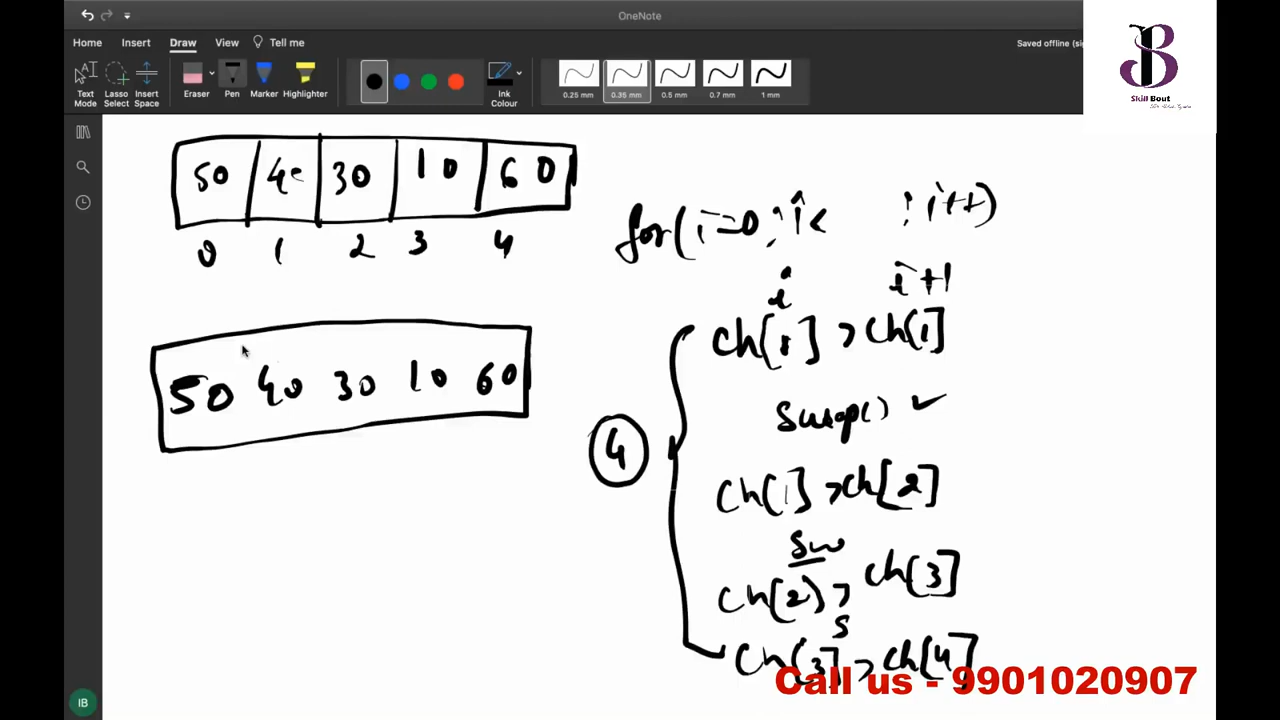 OneNote
Home Insert Draw View Tell me
Saved offline (si
Text Mode
Lasso Select
Insert Space
Eraser
Pen
Marker
Highlighter
Ink Colour
0.25 mm
0.35 mm
0.5 mm
0.7 mm
1 mm
Skill Bout
50 40 30 10 60
0 1 2 3 4
for(i=0;i< ;i++)
i i+1
50 40 30 10 60
4
ch[ ] > ch[1]
swap()
ch[1] > ch[2]
sw
ch[2] > ch[3]
s
ch[3] > ch[4]
Call us - 9901020907
IB